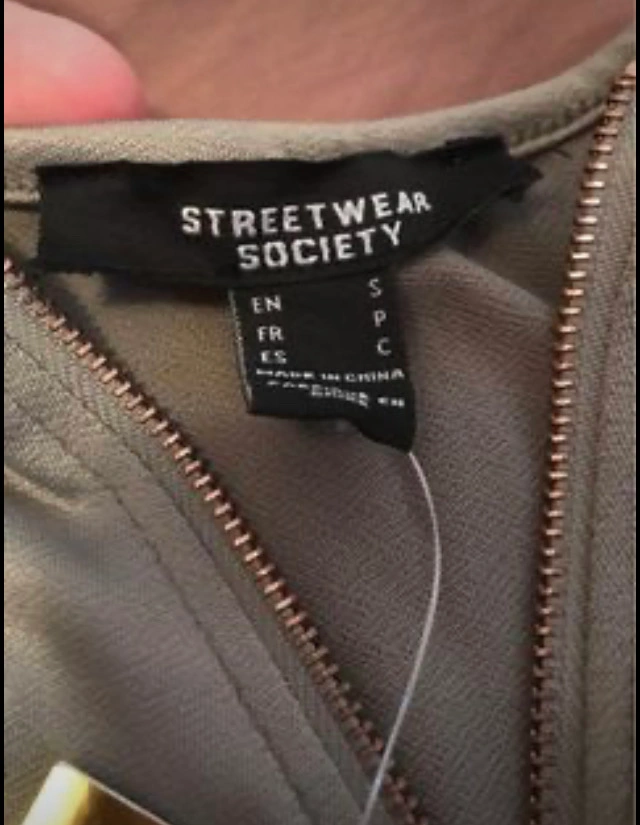 STREETWEAR
SOCIETY
EN S
FR P
ES C
MADE IN CHINA